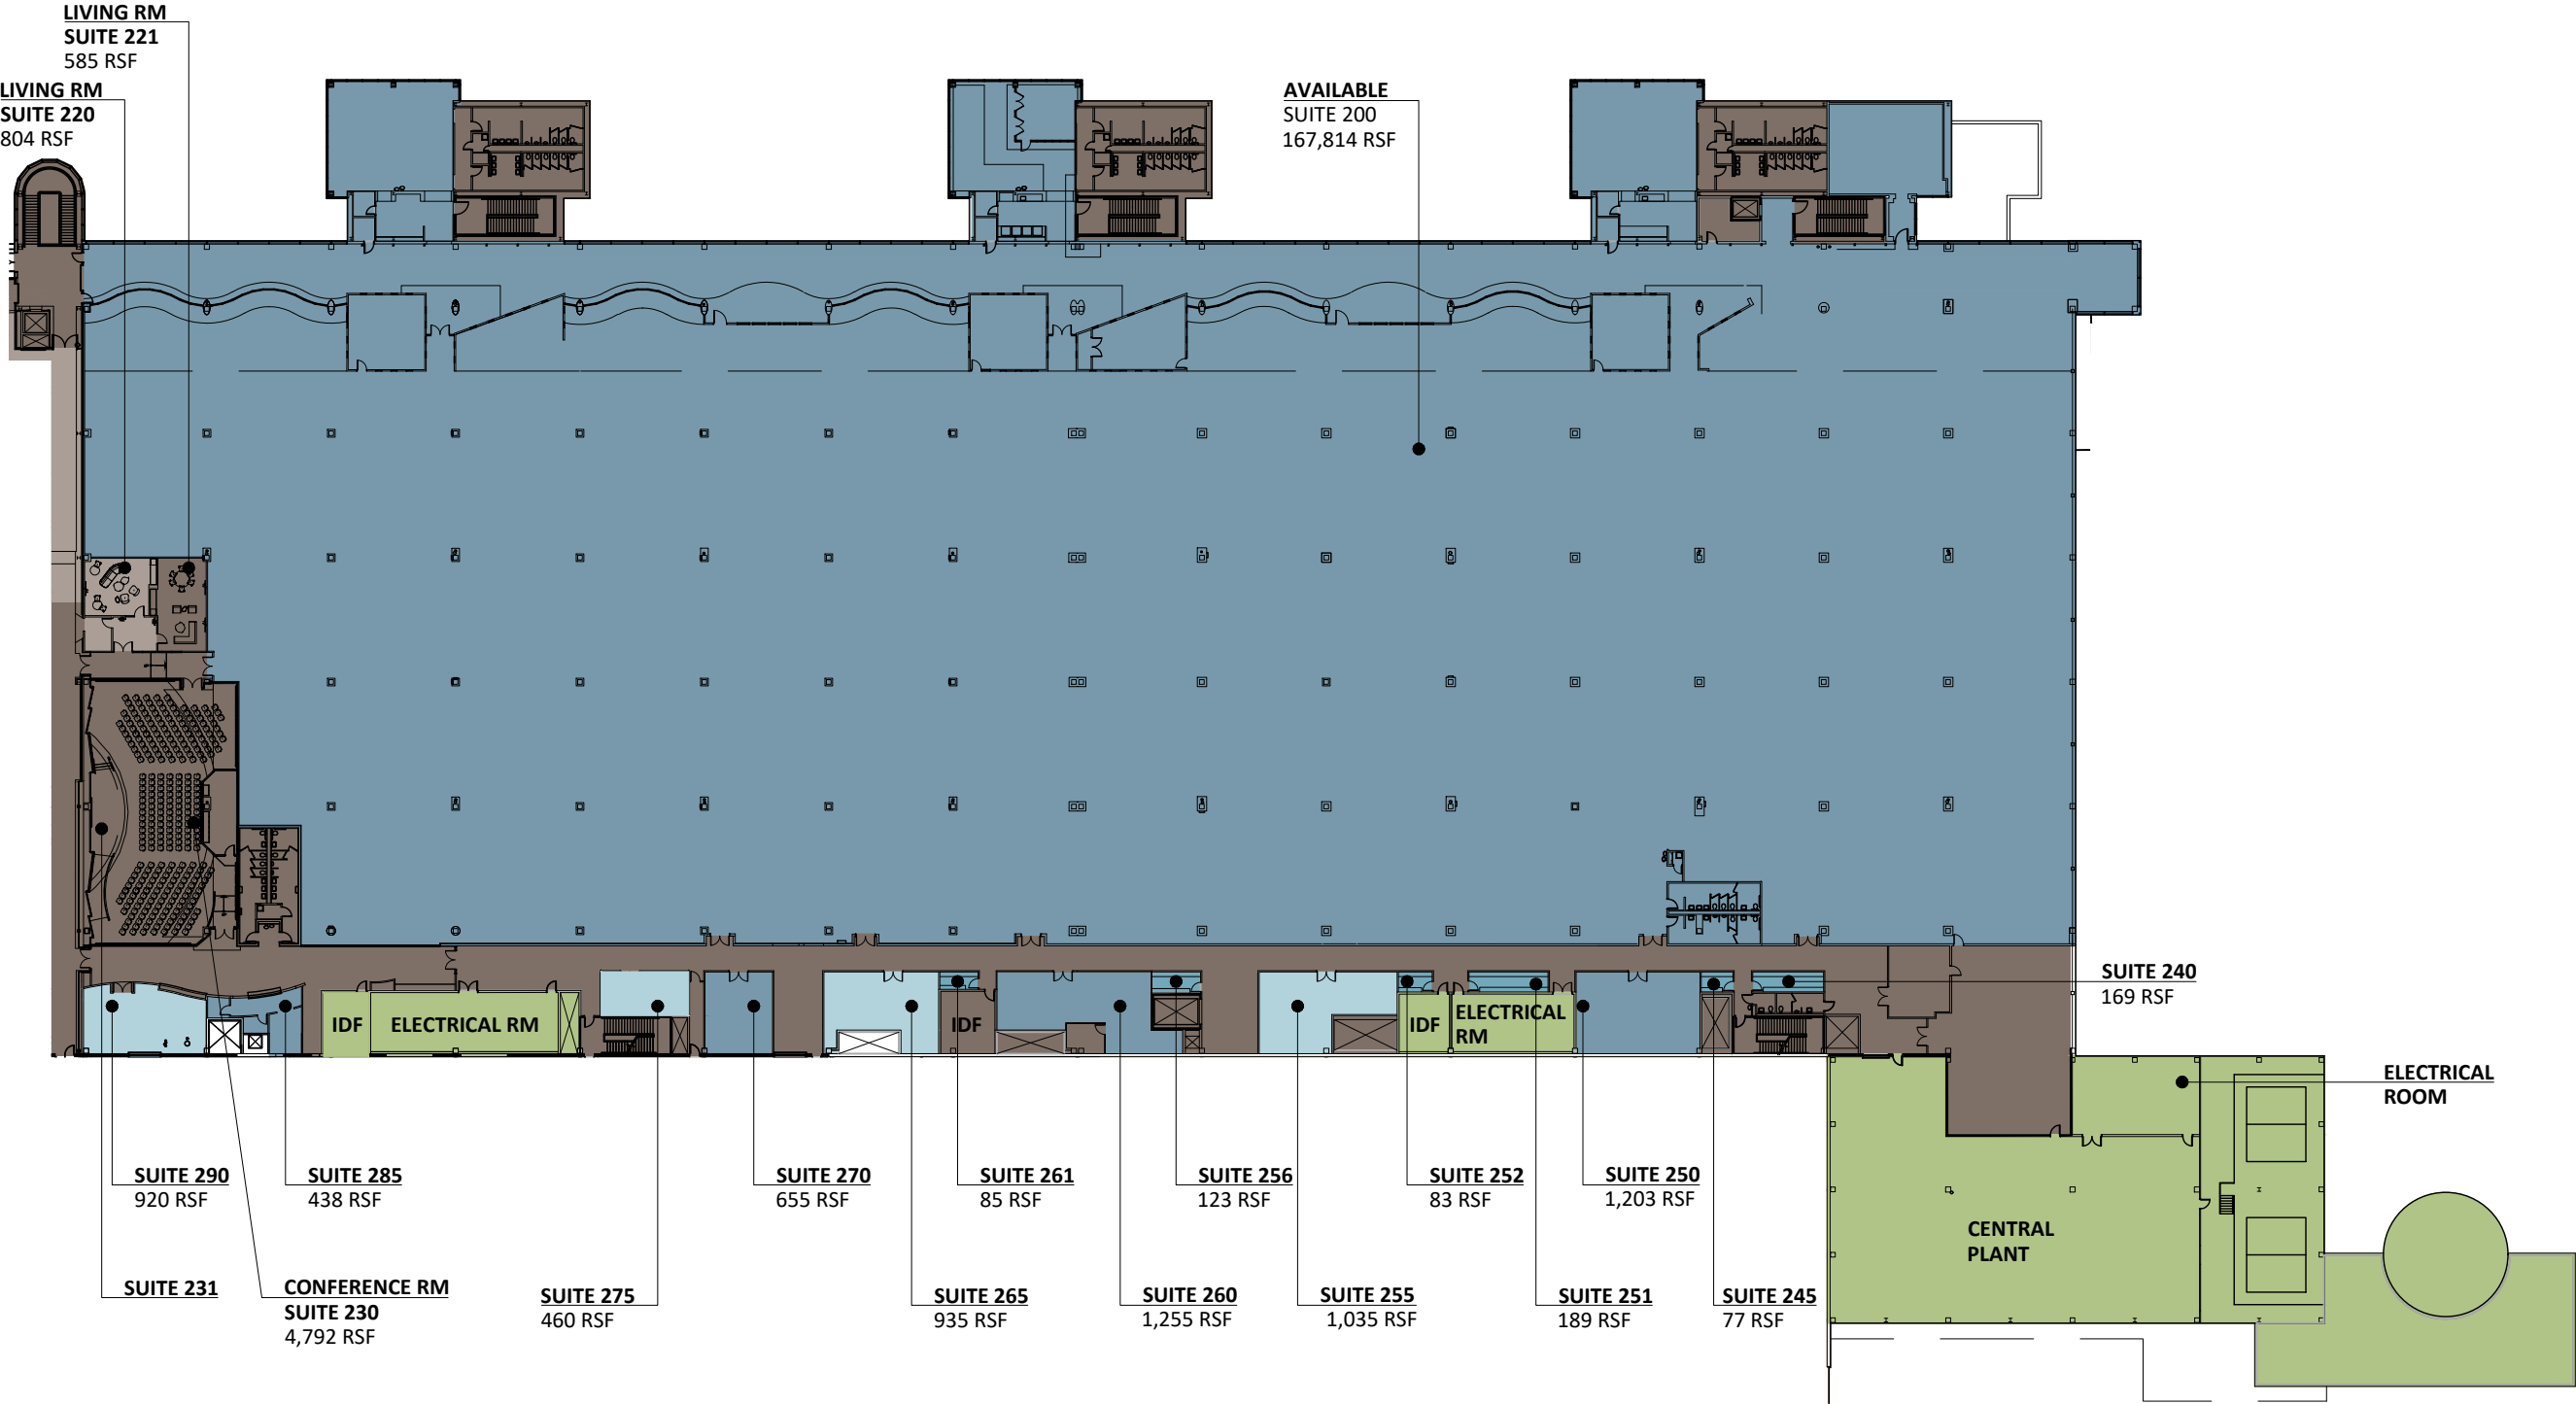 LIVING RM
SUITE 221
585 RSF
LIVING RM
SUITE 220
804 RSF
AVAILABLE
SUITE 200
167,814 RSF
SUITE 240
169 RSF
IDF
ELECTRICAL RM
IDF
IDF
ELECTRICAL
RM
ELECTRICAL
ROOM
SUITE 290
920 RSF
SUITE 285
438 RSF
SUITE 270
655 RSF
SUITE 261
85 RSF
SUITE 256
123 RSF
SUITE 252
83 RSF
SUITE 250
1,203 RSF
CENTRAL
PLANT
SUITE 231
CONFERENCE RM
SUITE 230
4,792 RSF
SUITE 275
460 RSF
SUITE 265
935 RSF
SUITE 260
1,255 RSF
SUITE 255
1,035 RSF
SUITE 251
189 RSF
SUITE 245
77 RSF